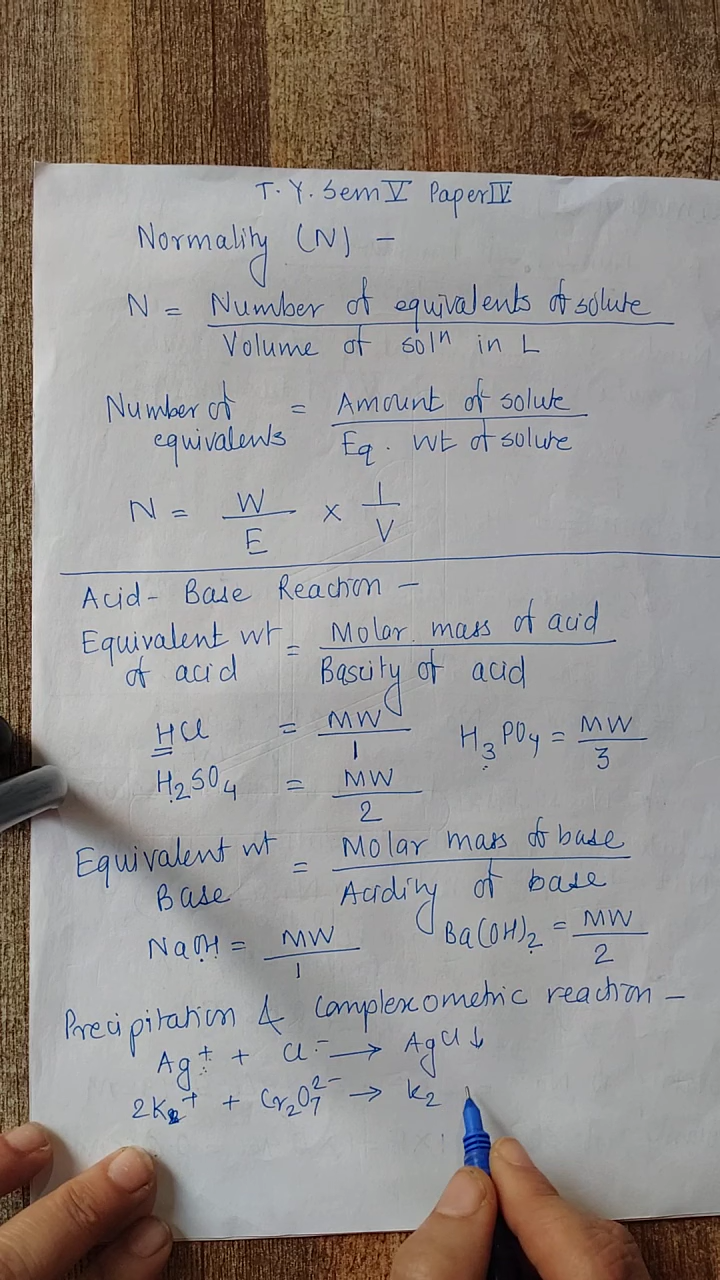 T. Y. Sem V Paper IV
Normality (N) -
N = Number of equivalents of solute / Volume of solⁿ in L
Number of equivalents = Amount of solute / Eq. wt of solute
N = W / E × 1 / V
Acid - Base Reaction -
Equivalent wt of acid = Molar mass of acid / Bascity of acid
HCl = MW / 1
H₃PO₄ = MW / 3
H₂SO₄ = MW / 2
Equivalent wt Base = Molar mass of base / Acidity of base
NaOH = MW / 1
Ba(OH)₂ = MW / 2
Precipitation & Complexometric reaction -
Ag⁺ + Cl⁻ → AgCl ↓
2K⁺ + Cr₂O₇²⁻ → K₂